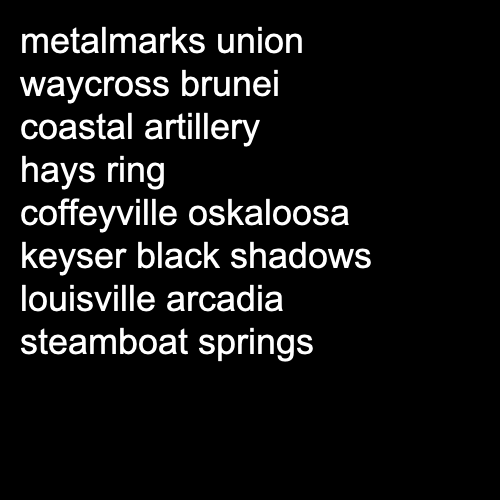 metalmarks union
waycross brunei
coastal artillery
hays ring
coffeyville oskaloosa
keyser black shadows
louisville arcadia
steamboat springs